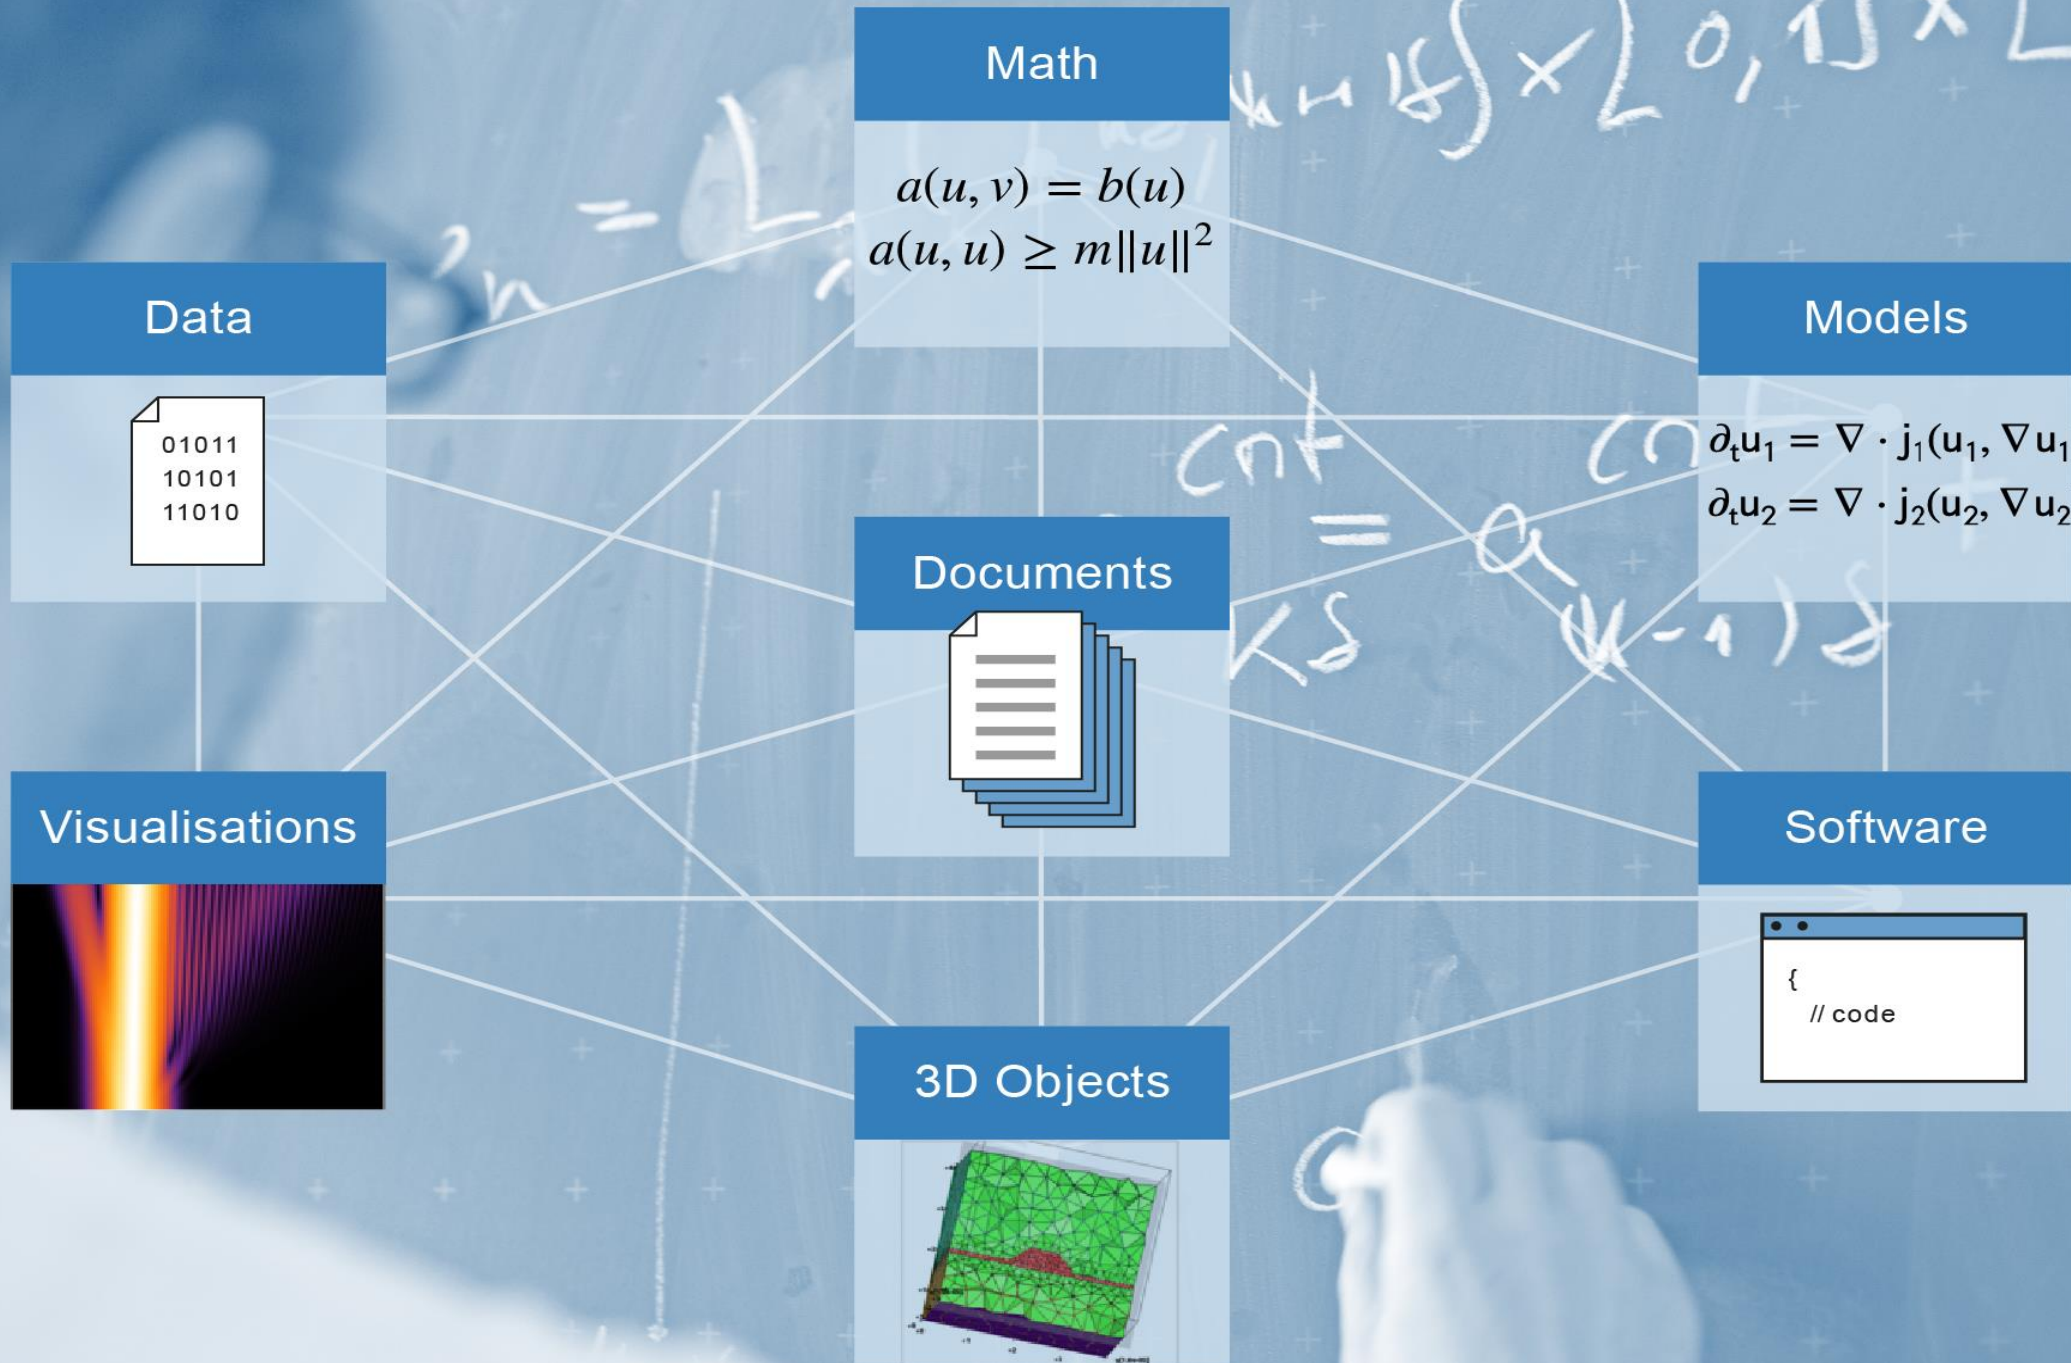 Math
a(u, v) = b(u)
a(u, u) ≥ m||u||²
Data
01011
10101
11010
Models
∂ₜu₁ = ∇ · j₁(u₁, ∇u₁
∂ₜu₂ = ∇ · j₂(u₂, ∇u₂
Documents
Visualisations
Software
{
// code
3D Objects